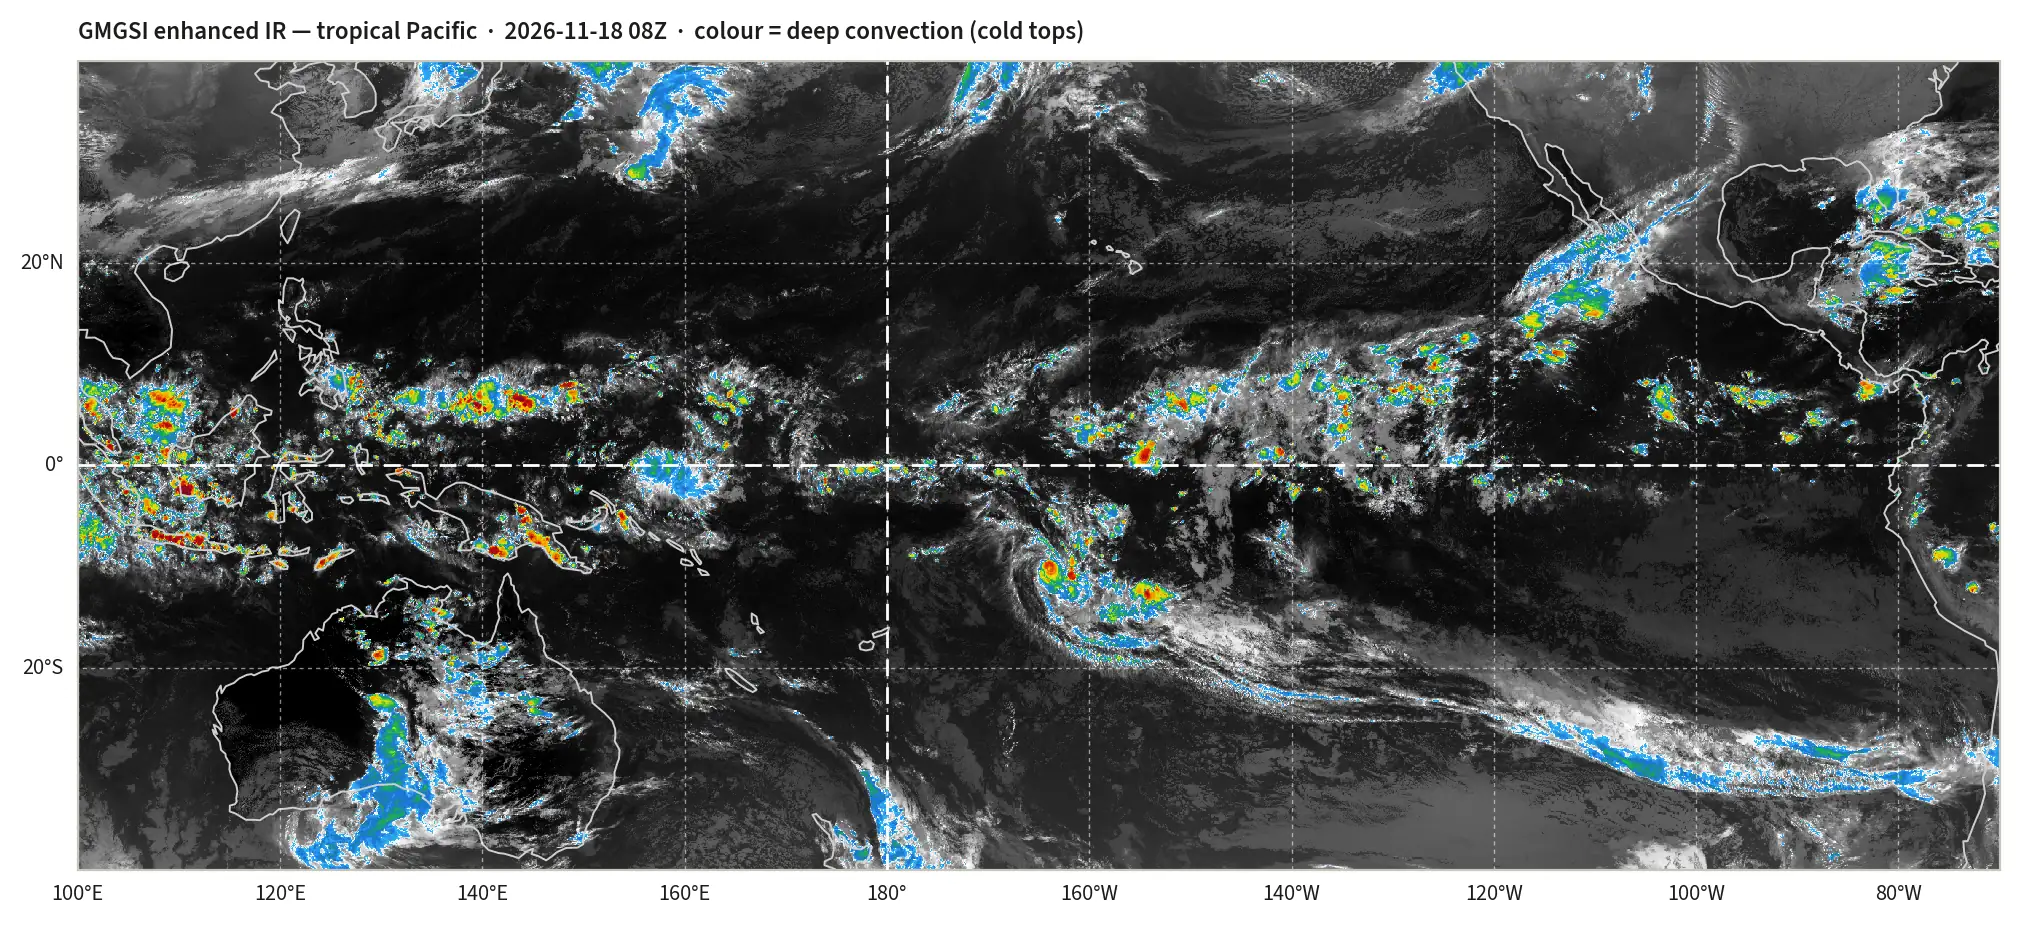 GMGSI enhanced IR — tropical Pacific · 2026-11-18 08Z · colour = deep convection (cold tops)
20°N
0°
20°S
100°E 120°E 140°E 160°E 180° 160°W 140°W 120°W 100°W 80°W